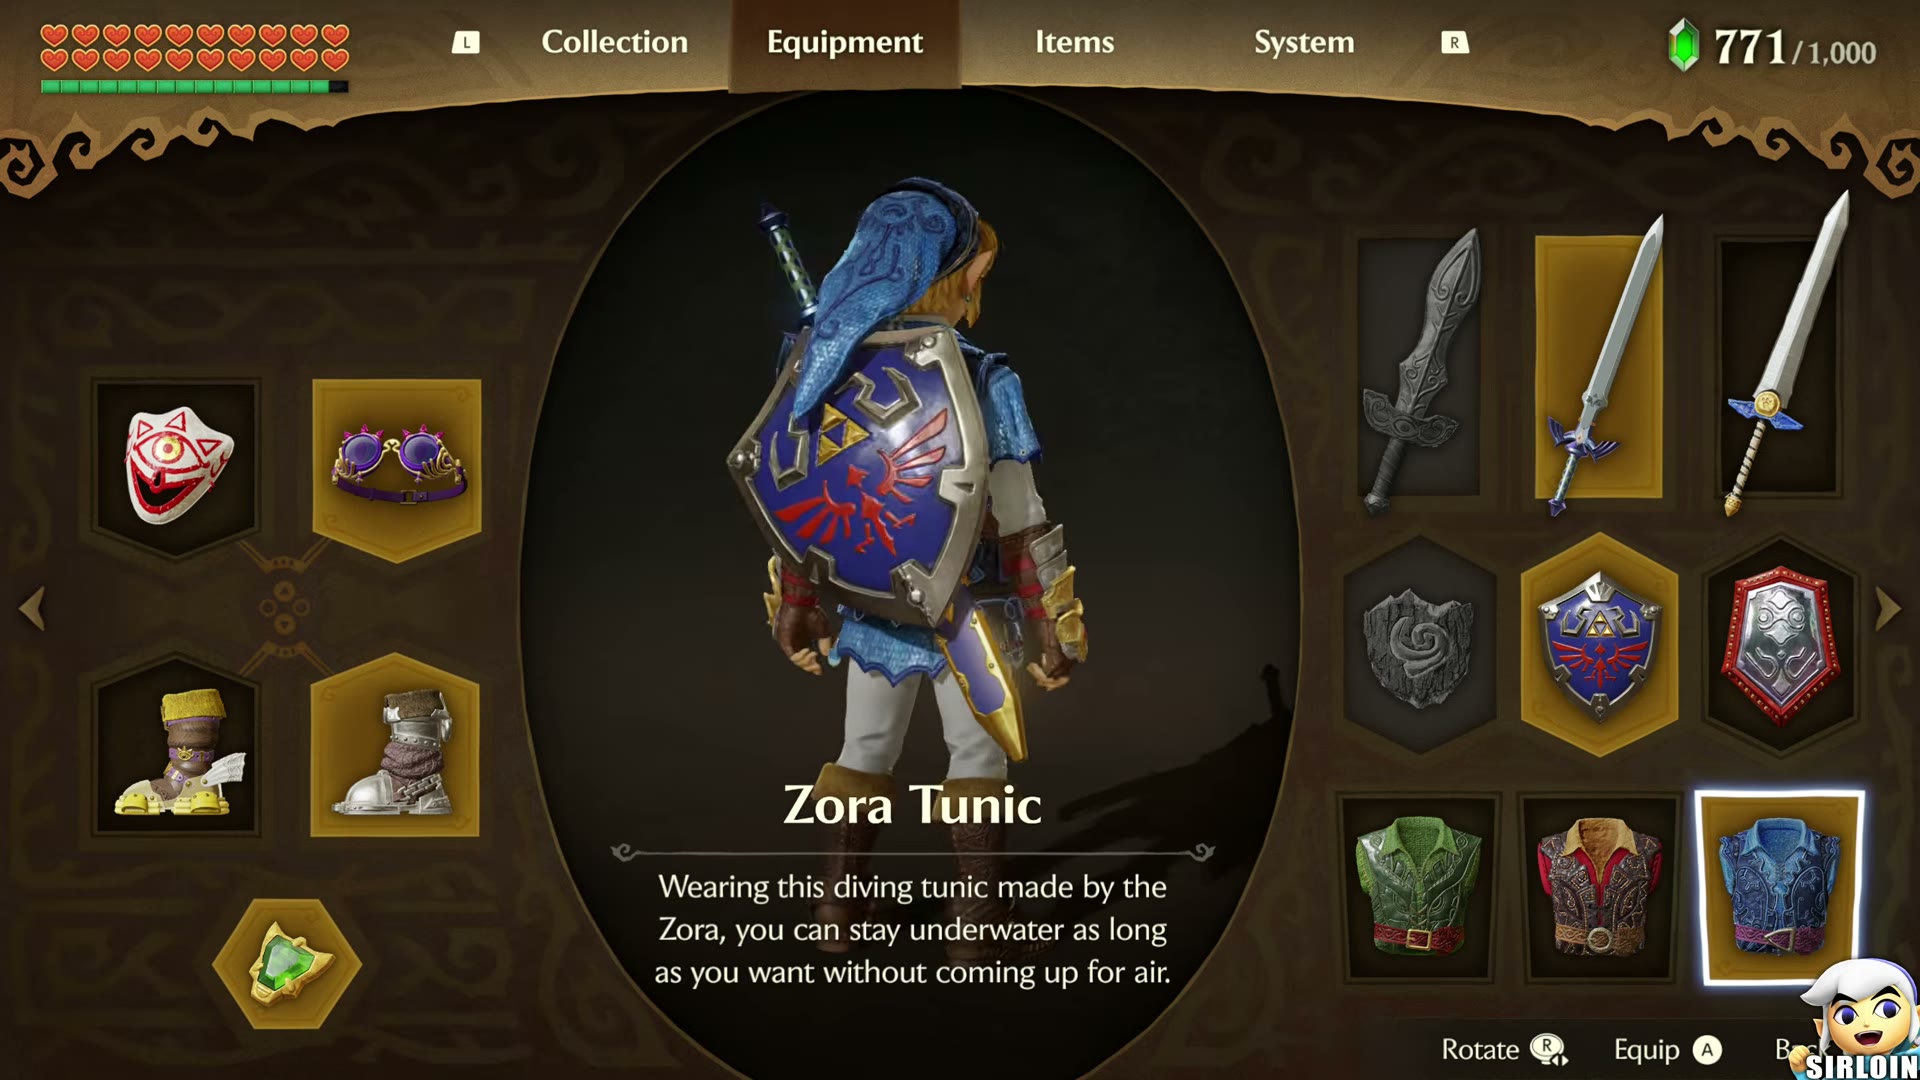 L
Collection
Equipment
Items
System
R
771/1,000
Zora Tunic
Wearing this diving tunic made by the
Zora, you can stay underwater as long
as you want without coming up for air.
Rotate R
Equip A
SIRLOIN